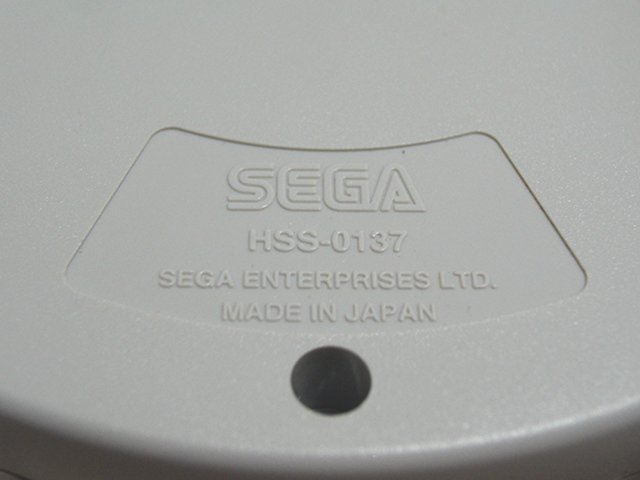 SEGA
HSS-0137
SEGA ENTERPRISES LTD.
MADE IN JAPAN